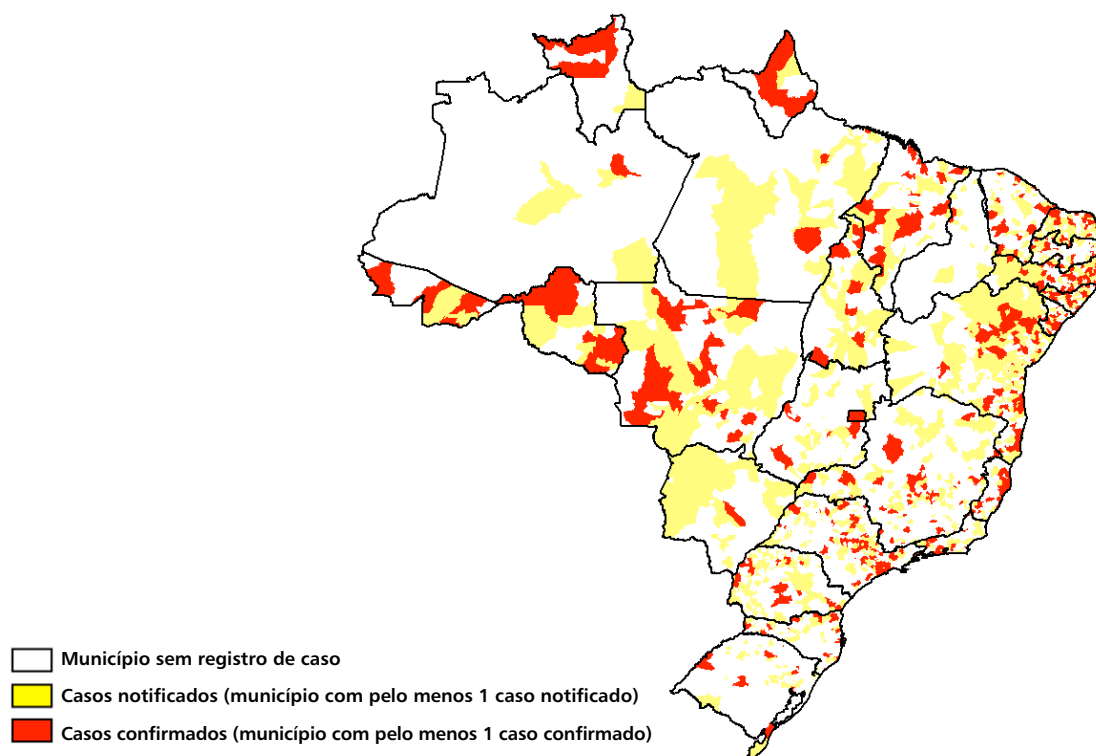 Município sem registro de caso
Casos notificados (município com pelo menos 1 caso notificado)
Casos confirmados (município com pelo menos 1 caso confirmado)